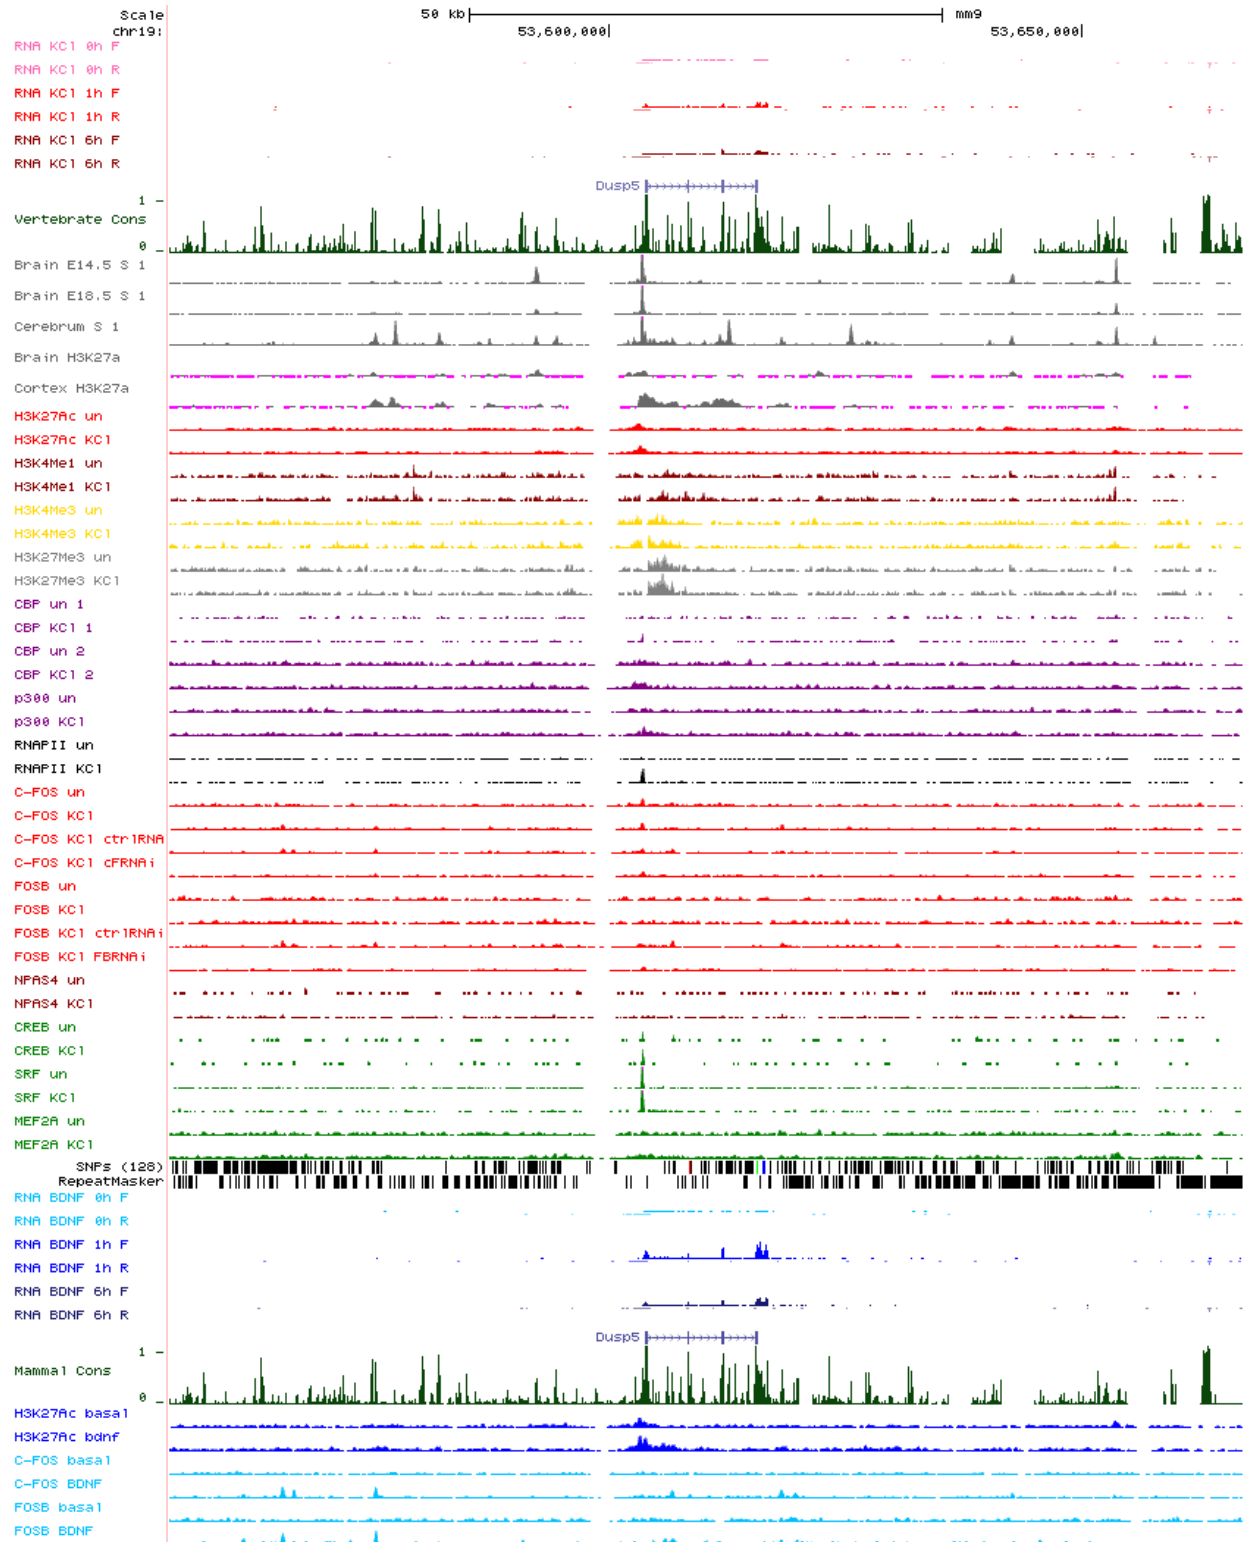 Scale 50 kb mm9
chr19: 53,600,000 53,650,000
RNA KCl 0h F
RNA KCl 0h R
RNA KCl 1h F
RNA KCl 1h R
RNA KCl 6h F
RNA KCl 6h R
Dusp5
1
Vertebrate Cons
0
Brain E14.5 S 1
Brain E18.5 S 1
Cerebrum S 1
Brain H3K27a
Cortex H3K27a
H3K27Ac un
H3K27Ac KCl
H3K4Me1 un
H3K4Me1 KCl
H3K4Me3 un
H3K4Me3 KCl
H3K27Me3 un
H3K27Me3 KCl
CBP un 1
CBP KCl 1
CBP un 2
CBP KCl 2
p300 un
p300 KCl
RNAPII un
RNAPII KCl
C-FOS un
C-FOS KCl
C-FOS KCl ctrlRNA
C-FOS KCl cFRNAi
FOSB un
FOSB KCl
FOSB KCl ctrlRNAi
FOSB KCl FBRNAi
NPAS4 un
NPAS4 KCl
CREB un
CREB KCl
SRF un
SRF KCl
MEF2A un
MEF2A KCl
SNPs (128)
RepeatMasker
RNA BDNF 0h F
RNA BDNF 0h R
RNA BDNF 1h F
RNA BDNF 1h R
RNA BDNF 6h F
RNA BDNF 6h R
Dusp5
1
Mammal Cons
0
H3K27Ac basal
H3K27Ac bdnf
C-FOS basal
C-FOS BDNF
FOSB basal
FOSB BDNF